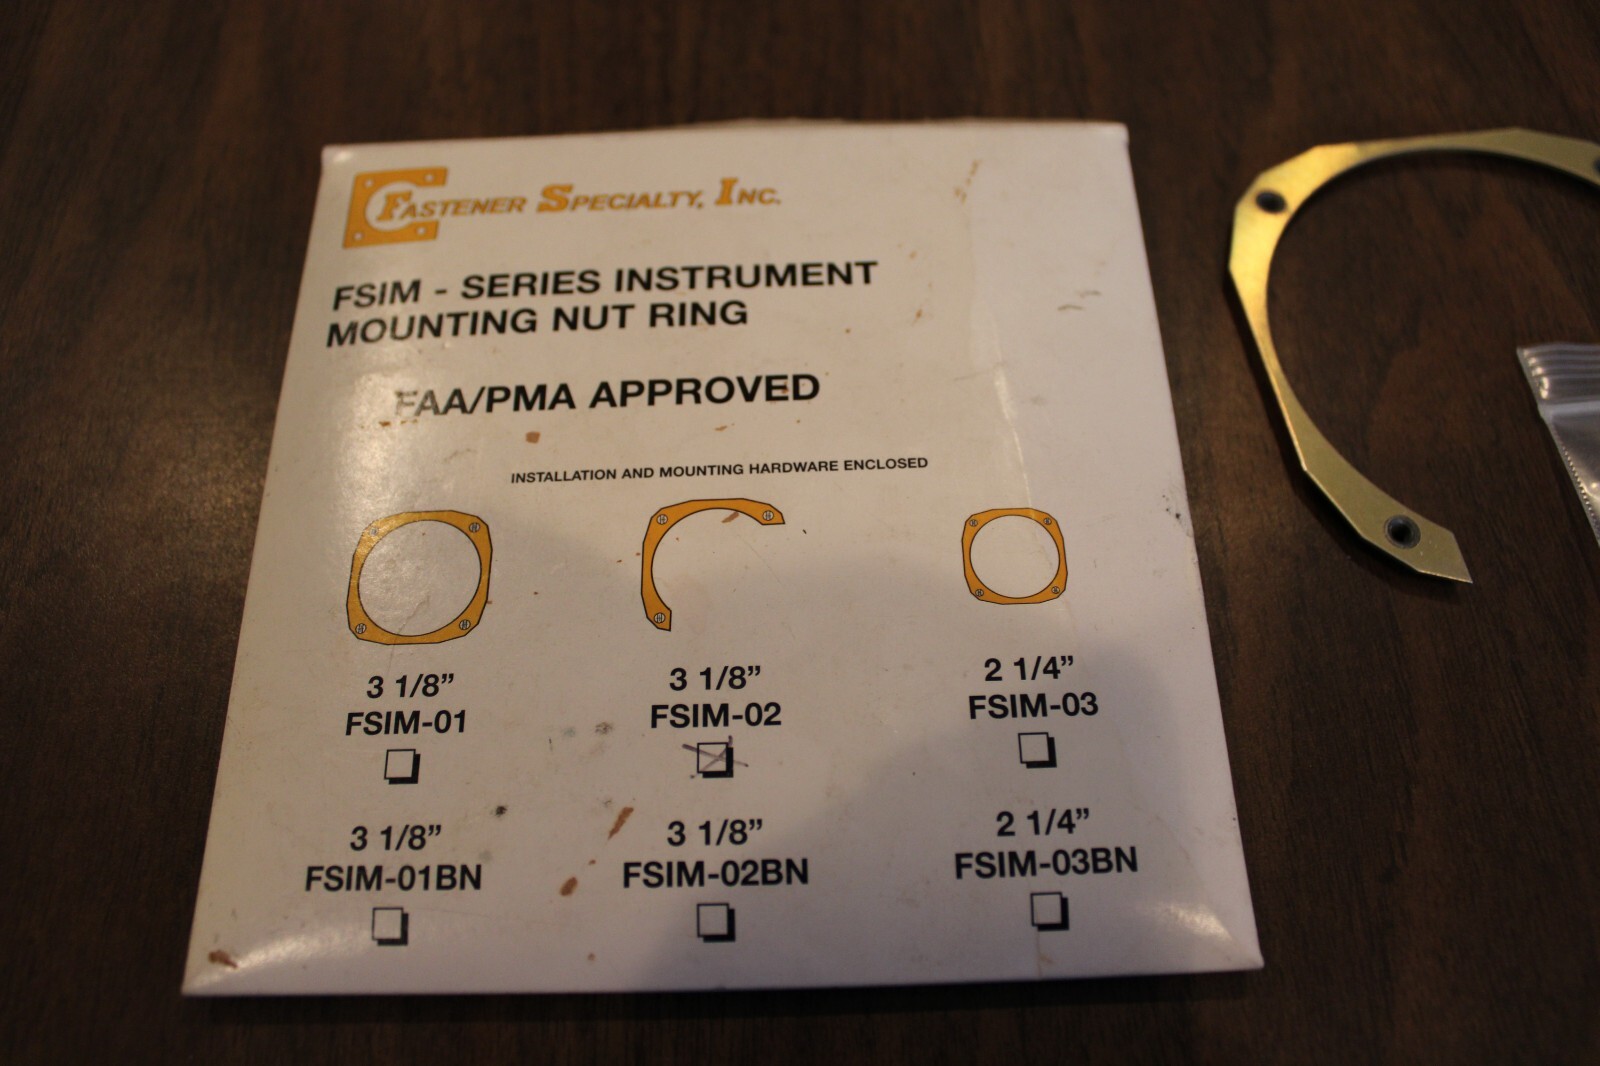 FASTENER SPECIALTY, INC.
FSIM - SERIES INSTRUMENT
MOUNTING NUT RING
FAA/PMA APPROVED
INSTALLATION AND MOUNTING HARDWARE ENCLOSED
3 1/8” 3 1/8” 2 1/4”
FSIM-01 FSIM-02 FSIM-03
3 1/8” 3 1/8” 2 1/4”
FSIM-01BN FSIM-02BN FSIM-03BN